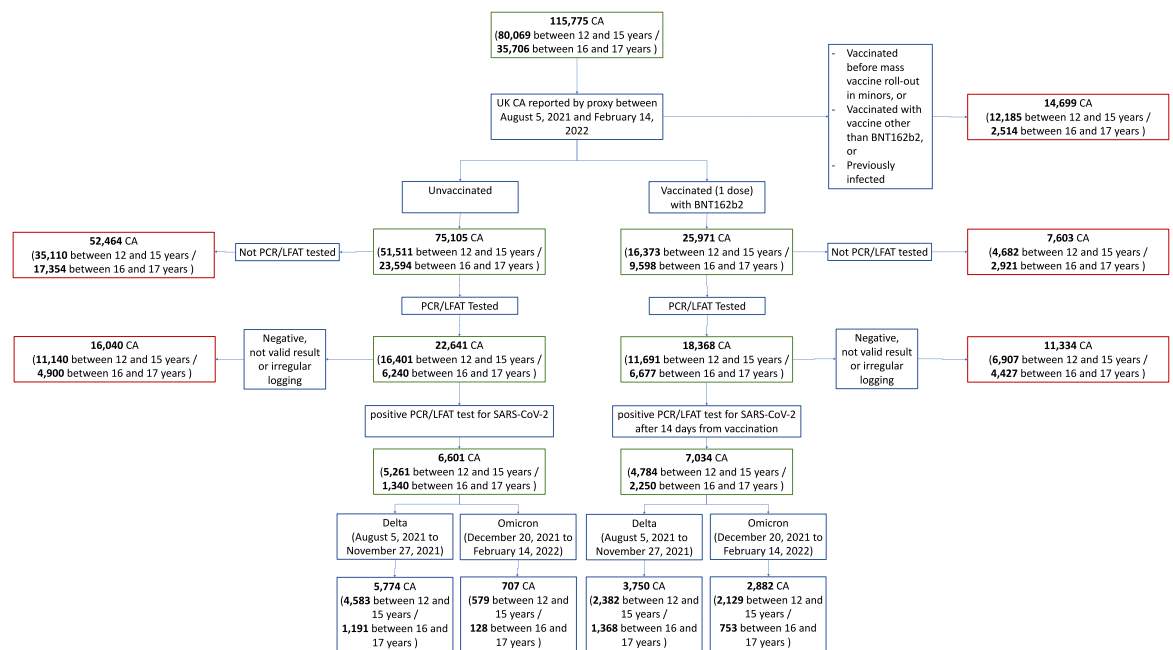 115,775 CA
(80,069 between 12 and 15 years /
35,706 between 16 and 17 years )
UK CA reported by proxy between
August 5, 2021 and February 14,
2022
- Vaccinated
before mass
vaccine roll-out
in minors, or
- Vaccinated with
vaccine other
than BNT162b2,
or
- Previously
infected
14,699 CA
(12,185 between 12 and 15 years /
2,514 between 16 and 17 years )
Unvaccinated
Vaccinated (1 dose)
with BNT162b2
52,464 CA
(35,110 between 12 and 15 years /
17,354 between 16 and 17 years )
Not PCR/LFAT tested
75,105 CA
(51,511 between 12 and 15 years /
23,594 between 16 and 17 years )
25,971 CA
(16,373 between 12 and 15 years /
9,598 between 16 and 17 years )
Not PCR/LFAT tested
7,603 CA
(4,682 between 12 and 15 years /
2,921 between 16 and 17 years )
PCR/LFAT Tested
PCR/LFAT Tested
16,040 CA
(11,140 between 12 and 15 years /
4,900 between 16 and 17 years )
Negative,
not valid result
or irregular
logging
22,641 CA
(16,401 between 12 and 15 years /
6,240 between 16 and 17 years )
18,368 CA
(11,691 between 12 and 15 years /
6,677 between 16 and 17 years )
Negative,
not valid result
or irregular
logging
11,334 CA
(6,907 between 12 and 15 years /
4,427 between 16 and 17 years )
positive PCR/LFAT test for SARS-CoV-2
positive PCR/LFAT test for SARS-CoV-2
after 14 days from vaccination
6,601 CA
(5,261 between 12 and 15 years /
1,340 between 16 and 17 years )
7,034 CA
(4,784 between 12 and 15 years /
2,250 between 16 and 17 years )
Delta
(August 5, 2021 to
November 27, 2021)
Omicron
(December 20, 2021 to
February 14, 2022)
Delta
(August 5, 2021 to
November 27, 2021)
Omicron
(December 20, 2021 to
February 14, 2022)
5,774 CA
(4,583 between 12 and
15 years /
1,191 between 16 and
17 years )
707 CA
(579 between 12 and
15 years /
128 between 16 and
17 years )
3,750 CA
(2,382 between 12 and
15 years /
1,368 between 16 and
17 years )
2,882 CA
(2,129 between 12 and
15 years /
753 between 16 and
17 years )